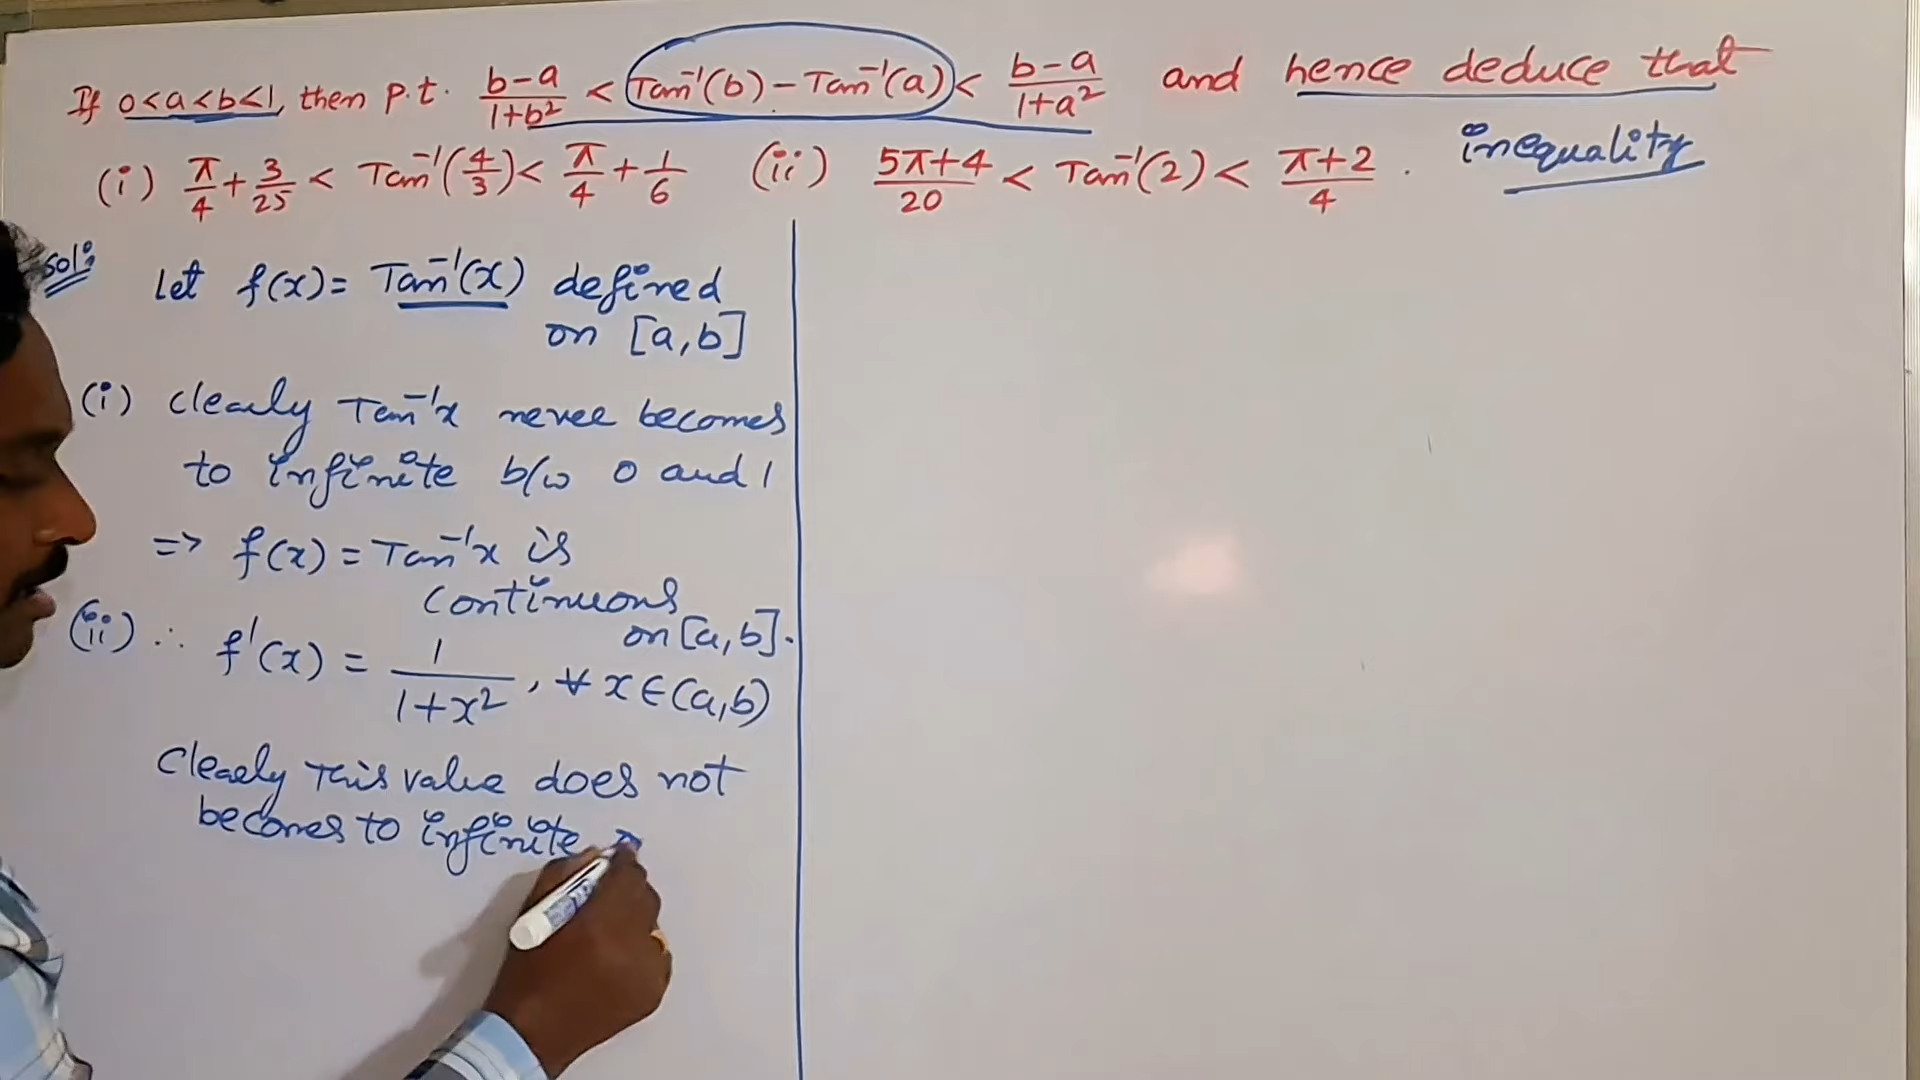 If 0<a<b<1, then p.t. (b-a)/(1+b²) < Tan⁻¹(b) - Tan⁻¹(a) < (b-a)/(1+a²) and hence deduce that
(i) π/4 + 3/25 < Tan⁻¹(4/3) < π/4 + 1/6 (ii) (5π+4)/20 < Tan⁻¹(2) < (π+2)/4 . inequality
Sol:
Let f(x) = Tan⁻¹(x) defined
on [a,b]
(i) clearly Tan⁻¹x never becomes
to infinite b/w 0 and 1
=> f(x) = Tan⁻¹x is
continuous
on [a,b].
(ii) ∴ f'(x) = 1/(1+x²), ∀ x∈(a,b)
Clearly This value does not
becomes to infinite